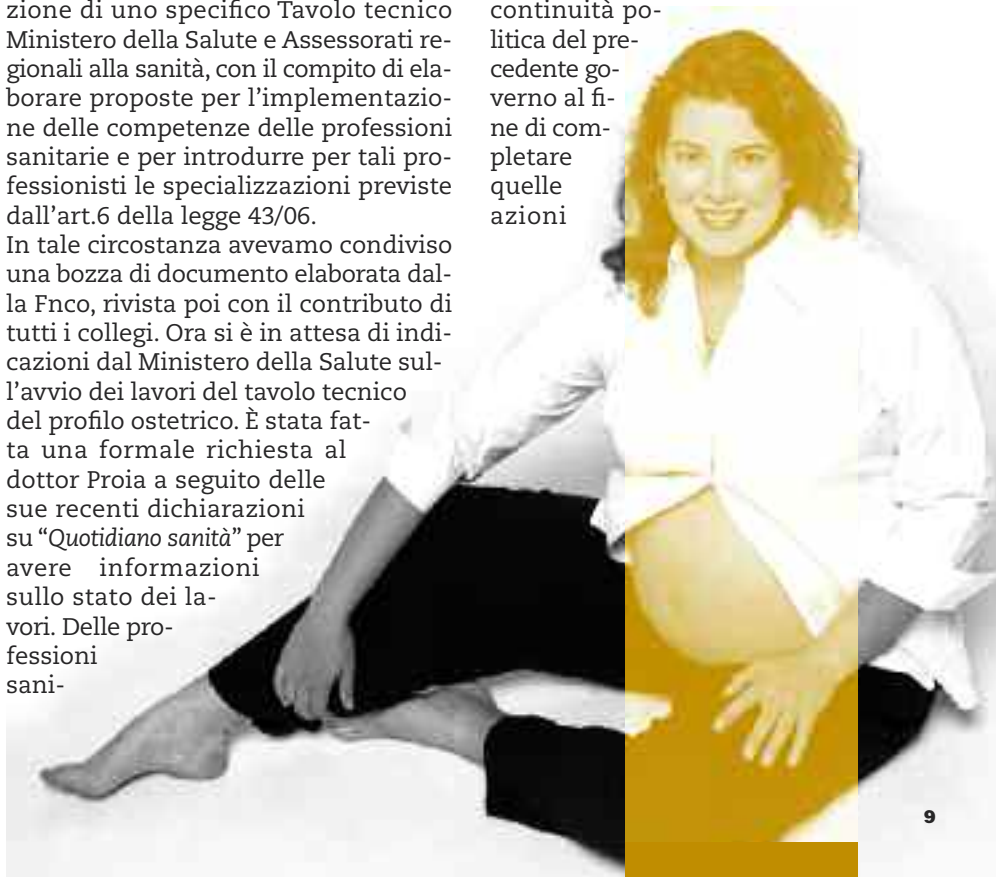 zione di uno specifico Tavolo tecnico
Ministero della Salute e Assessorati re-
gionali alla sanità, con il compito di ela-
borare proposte per l'implementazio-
ne delle competenze delle professioni
sanitarie e per introdurre per tali pro-
fessionisti le specializzazioni previste
dall'art.6 della legge 43/06.
In tale circostanza avevamo condiviso
una bozza di documento elaborata dal-
la Fnco, rivista poi con il contributo di
tutti i collegi. Ora si è in attesa di indi-
cazioni dal Ministero della Salute sul-
l'avvio dei lavori del tavolo tecnico
del profilo ostetrico. È stata fat-
ta una formale richiesta al
dottor Proia a seguito delle
sue recenti dichiarazioni
su “Quotidiano sanità” per
avere informazioni
sullo stato dei la-
vori. Delle pro-
fessioni
sani-
continuità po-
litica del pre-
cedente go-
verno al fi-
ne di com-
pletare
quelle
azioni
9